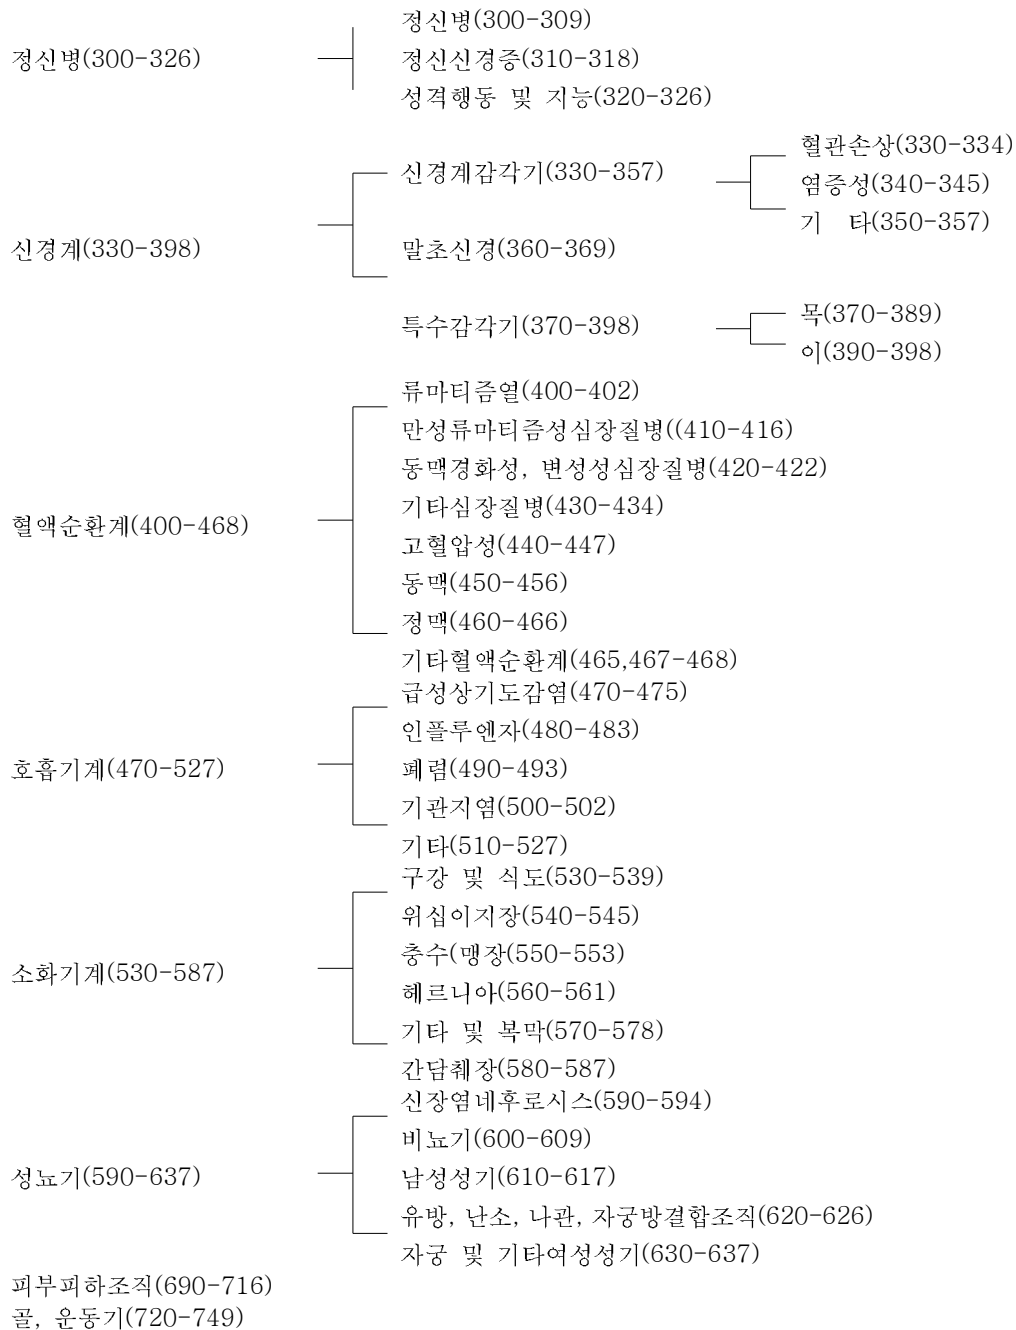 정신병(300-326)
정신병(300-309)
정신신경증(310-318)
성격행동 및 지능(320-326)
신경계(330-398)
신경계감각기(330-357)
혈관손상(330-334)
염증성(340-345)
기 타(350-357)
말초신경(360-369)
특수감각기(370-398)
목(370-389)
이(390-398)
혈액순환계(400-468)
류마티즘열(400-402)
만성류마티즘성심장질병((410-416)
동맥경화성, 변성성심장질병(420-422)
기타심장질병(430-434)
고혈압성(440-447)
동맥(450-456)
정맥(460-466)
기타혈액순환계(465,467-468)
호흡기계(470-527)
급성상기도감염(470-475)
인플루엔자(480-483)
폐렴(490-493)
기관지염(500-502)
기타(510-527)
소화기계(530-587)
구강 및 식도(530-539)
위십이지장(540-545)
충수(맹장(550-553)
헤르니아(560-561)
기타 및 복막(570-578)
간담췌장(580-587)
성뇨기(590-637)
신장염네후로시스(590-594)
비뇨기(600-609)
남성성기(610-617)
유방, 난소, 나관, 자궁방결합조직(620-626)
자궁 및 기타여성성기(630-637)
피부피하조직(690-716)
골, 운동기(720-749)